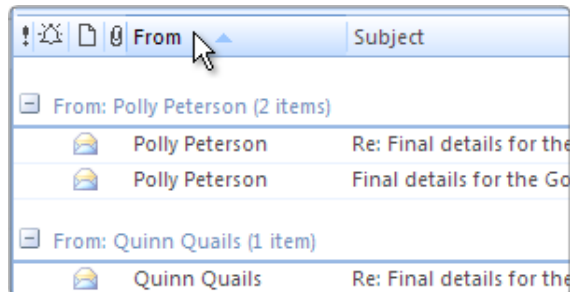 ! From Subject
From: Polly Peterson (2 items)
Polly Peterson Re: Final details for the
Polly Peterson Final details for the Go
From: Quinn Quails (1 item)
Quinn Quails Re: Final details for the